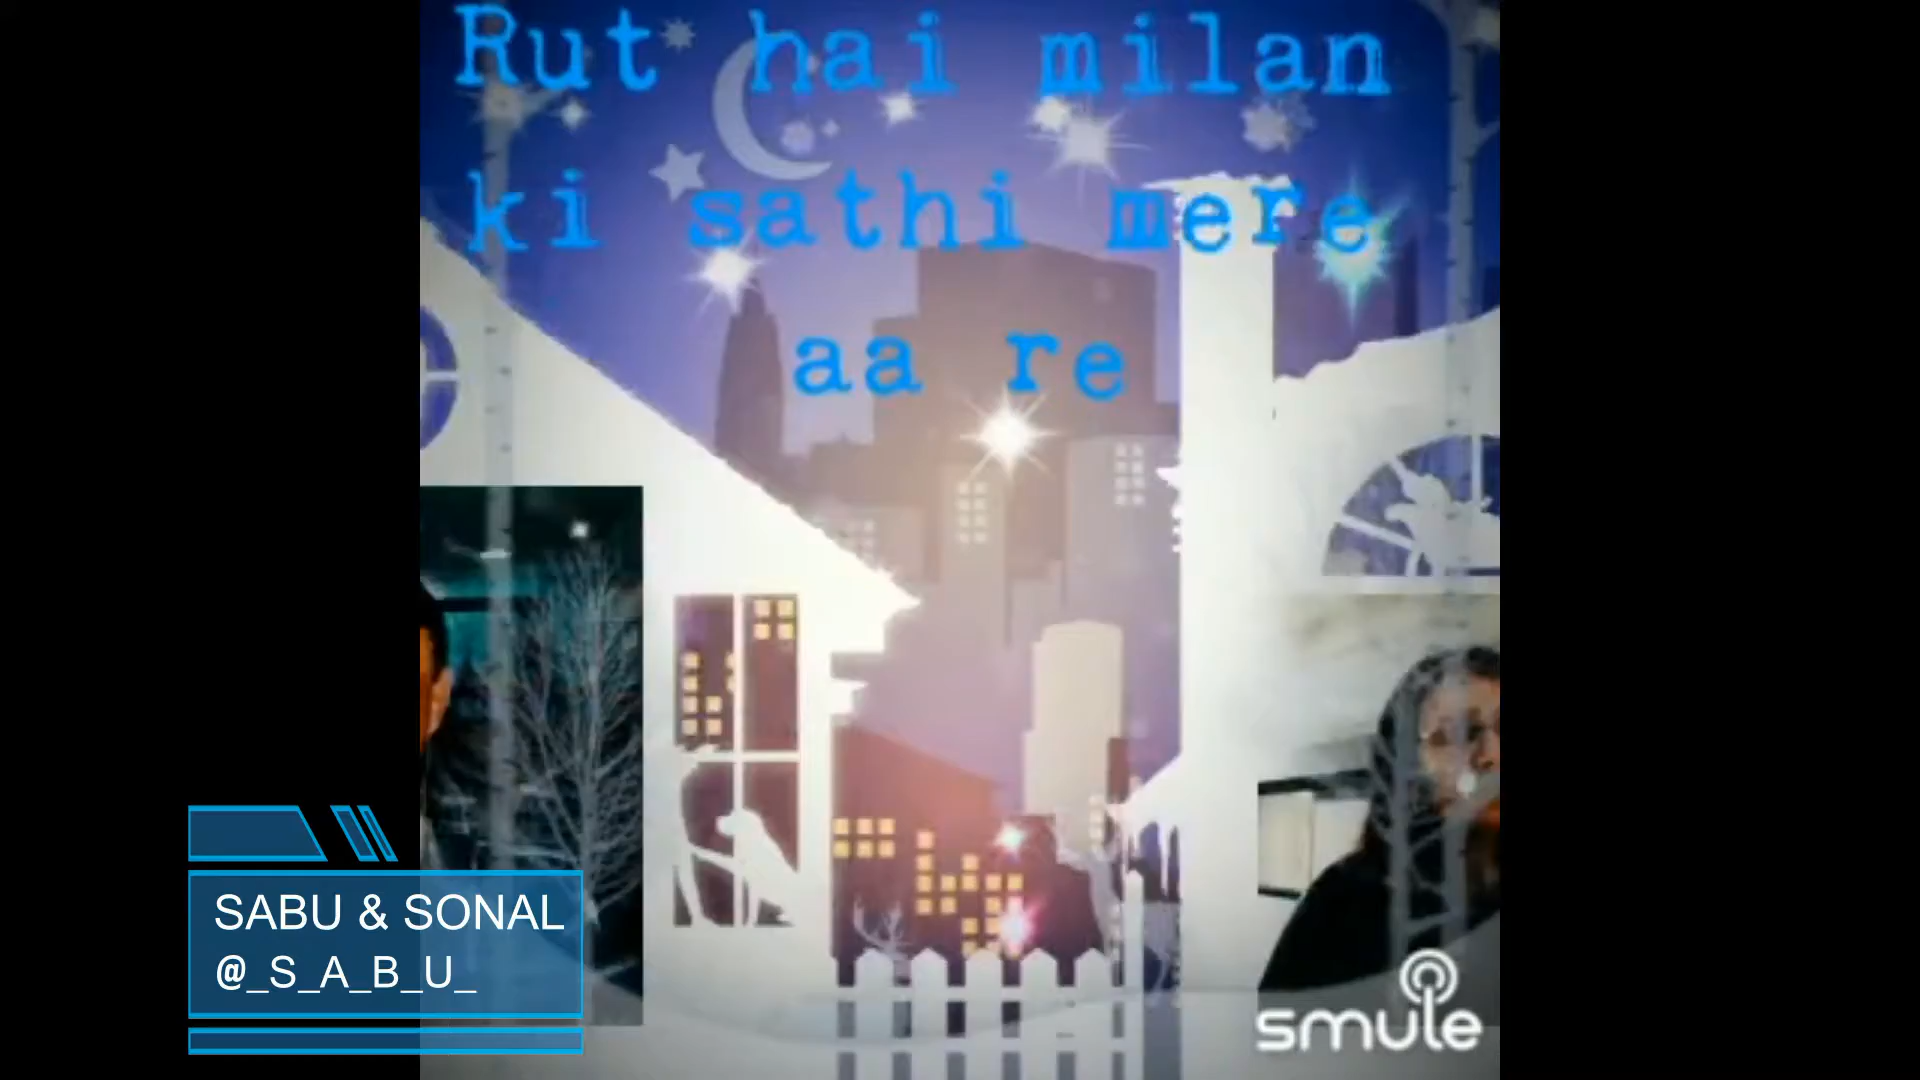 Rut hai milan
ki sathi mere
aa re
SABU & SONAL
@_S_A_B_U_
smule